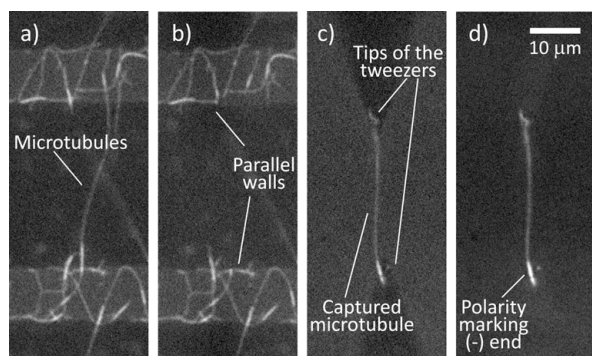 a)
b)
c)
d)
Tips of the
tweezers
10 µm
Microtubules
Parallel
walls
Captured
microtubule
Polarity
marking
(-) end